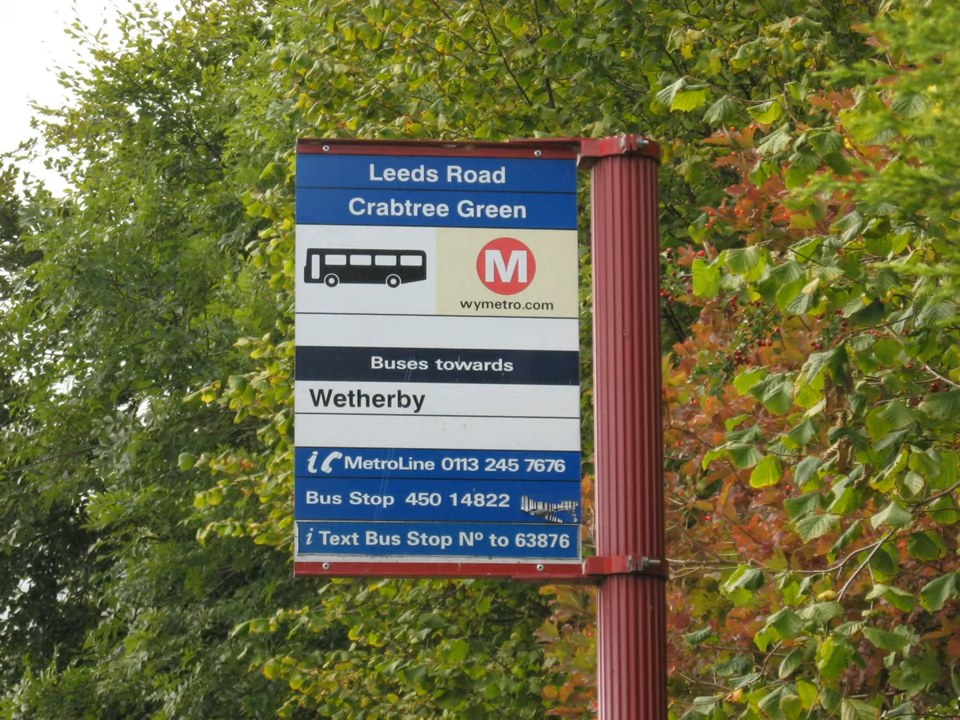 Leeds Road
Crabtree Green
M
wymetro.com
Buses towards
Wetherby
i MetroLine 0113 245 7676
Bus Stop 450 14822
i Text Bus Stop Nº to 63876